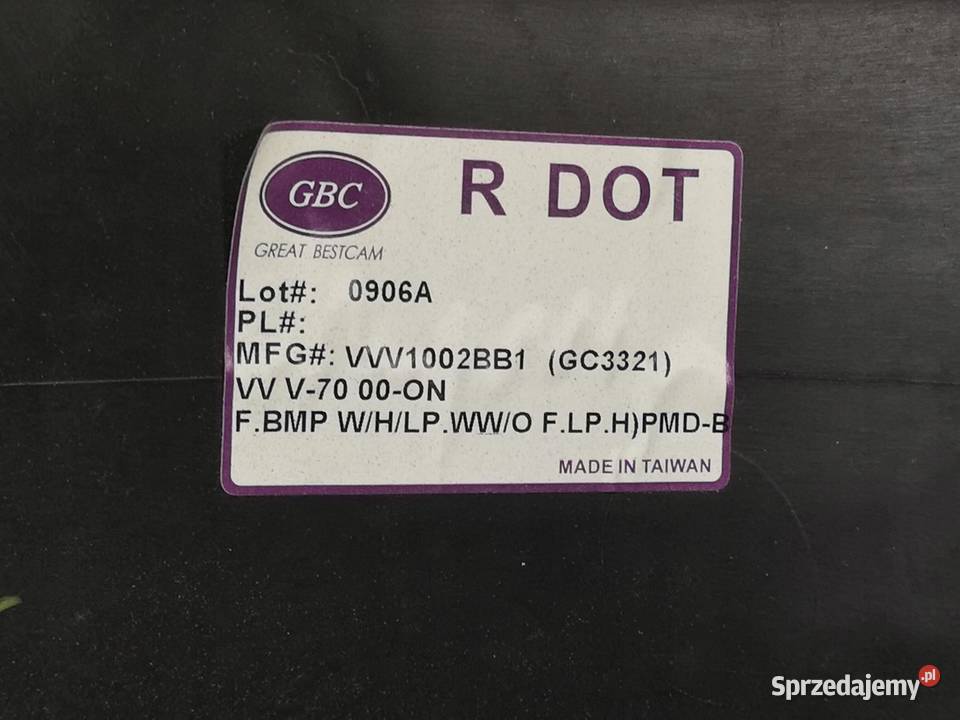 GBC
GREAT BESTCAM
R DOT
Lot#: 0906A
PL#:
MFG#: VVV1002BB1 (GC3321)
VV V-70 00-ON
F.BMP W/H/LP.WW/O F.LP.H)PMD-B
MADE IN TAIWAN
Sprzedajemy.pl